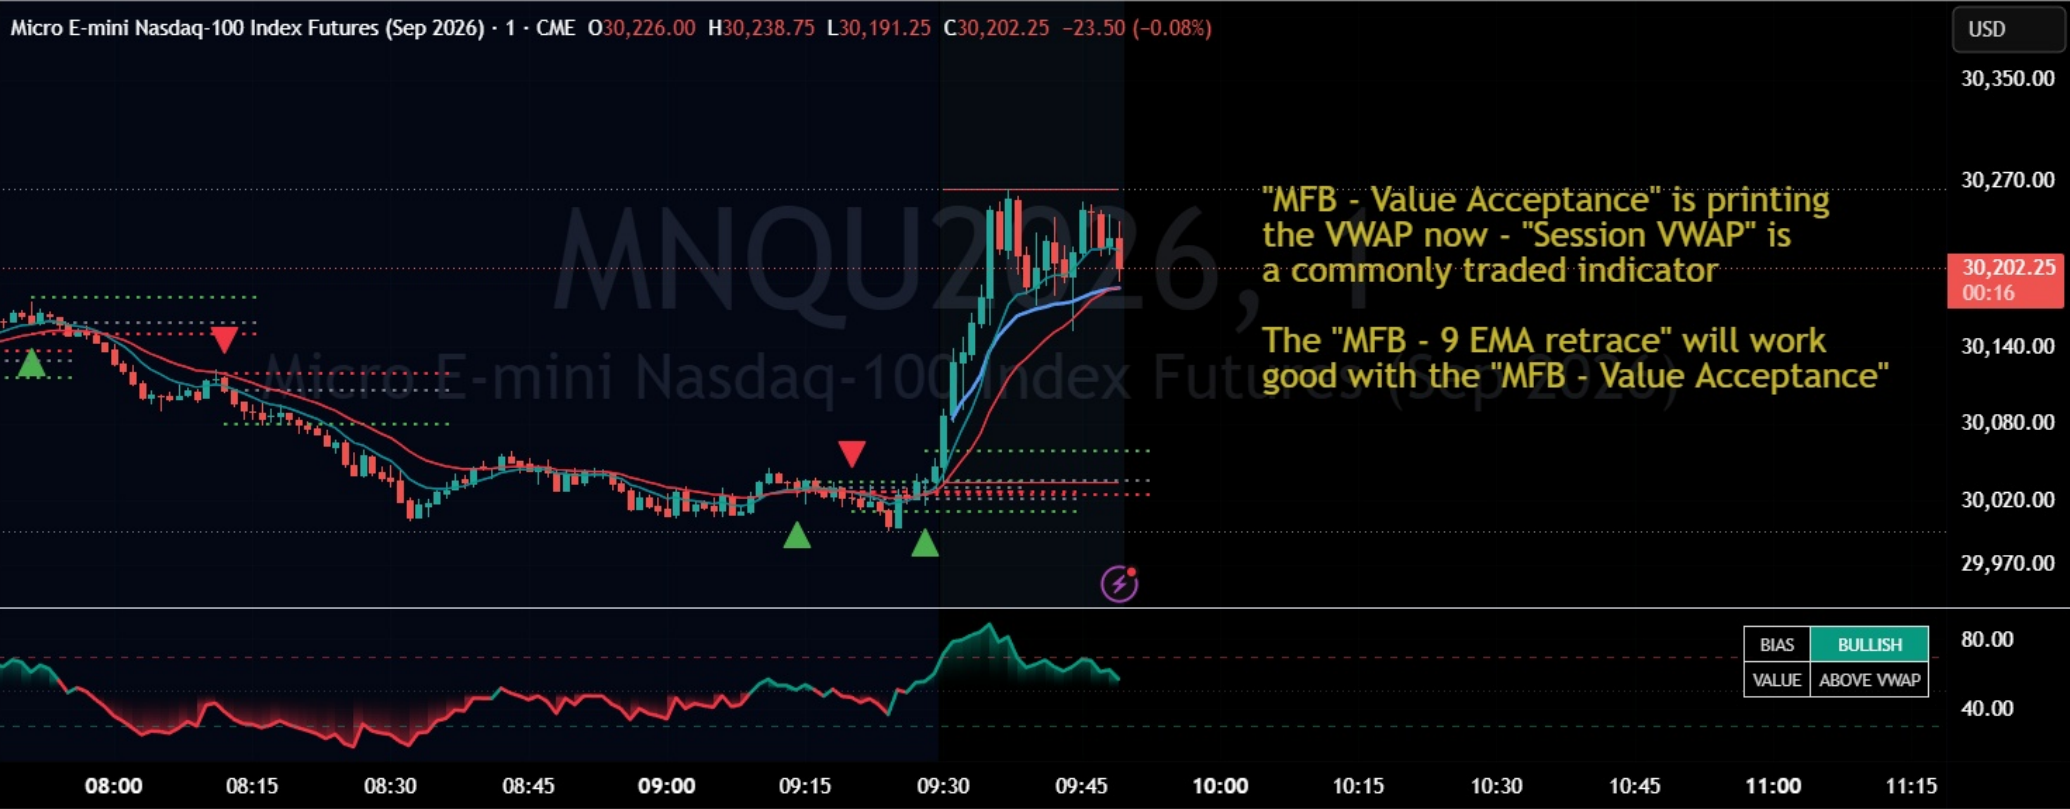 Micro E-mini Nasdaq-100 Index Futures (Sep 2026) · 1 · CME O30,226.00 H30,238.75 L30,191.25 C30,202.25 −23.50 (−0.08%)
USD
30,350.00
30,270.00
"MFB - Value Acceptance" is printing
the VWAP now - "Session VWAP" is
a commonly traded indicator
MNQU2026, 1
30,202.25
00:16
The "MFB - 9 EMA retrace" will work
good with the "MFB - Value Acceptance"
30,140.00
Micro E-mini Nasdaq-100 Index Futures (Sep 2026)
30,080.00
30,020.00
29,970.00
BIAS BULLISH
VALUE ABOVE VWAP
80.00
40.00
08:00 08:15 08:30 08:45 09:00 09:15 09:30 09:45 10:00 10:15 10:30 10:45 11:00 11:15